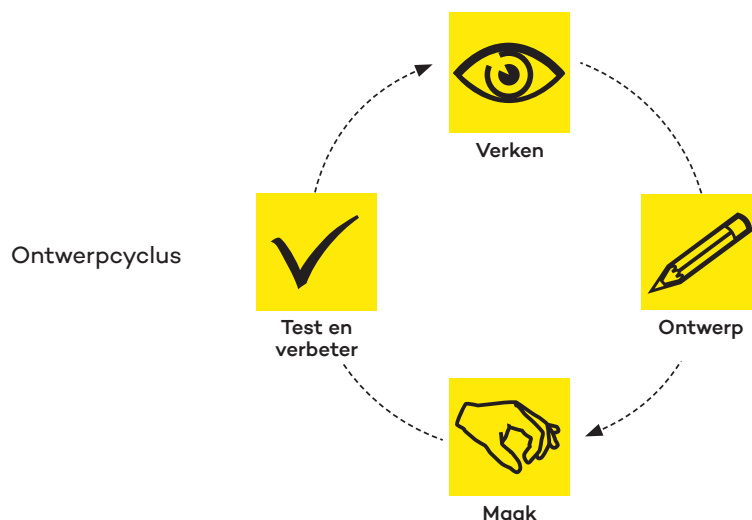 Verken
Ontwerpcyclus
Test en
verbeter
Ontwerp
Maak